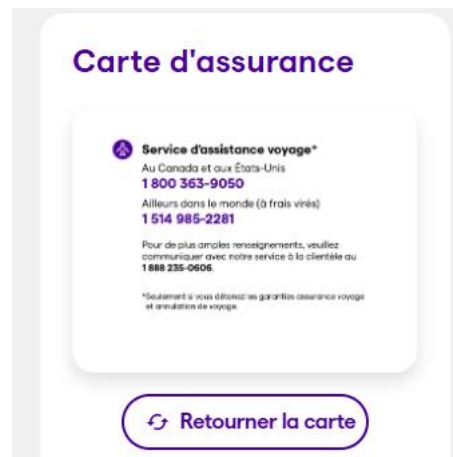 Carte d'assurance
Service d'assistance voyage*
Au Canada et aux États-Unis
1 800 363-9050
Ailleurs dans le monde (à frais virés)
1 514 985-2281
Pour de plus amples renseignements, veuillez
communiquer avec notre service à la clientèle au
1 888 235-0606.
*Seulement si vous détenez les garanties assurance voyage
et annulation de voyage.
Retourner la carte